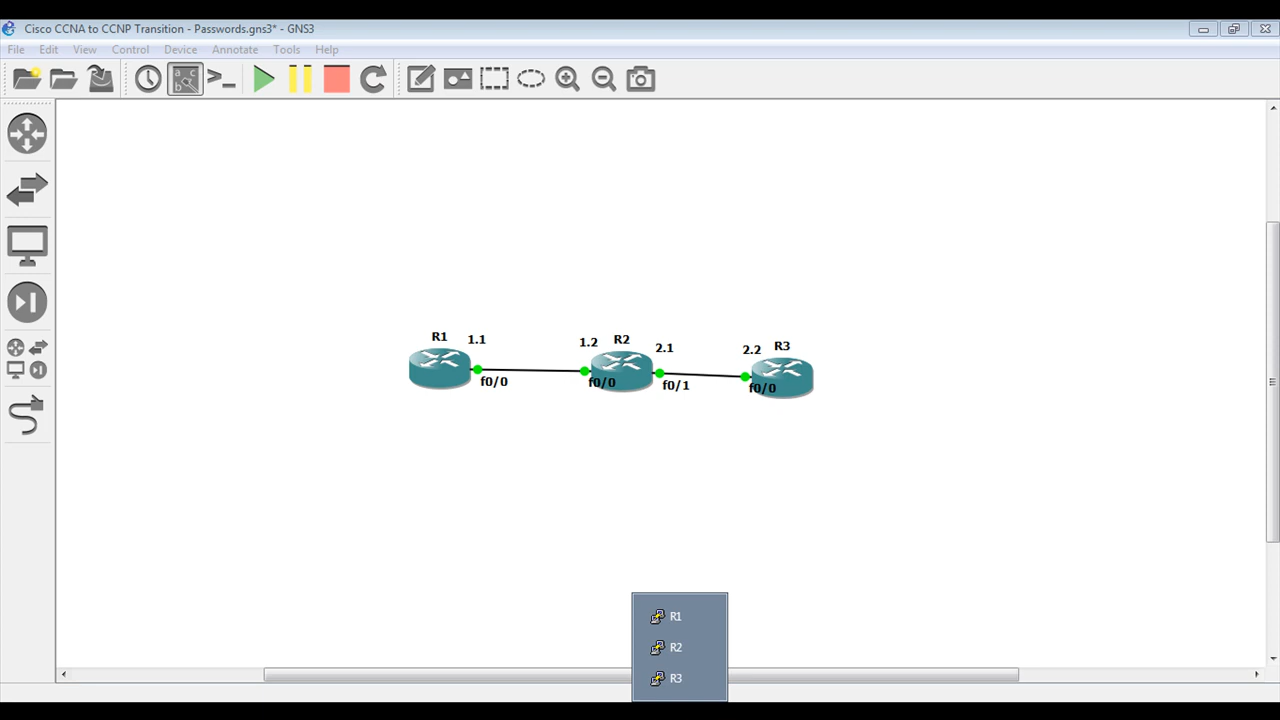 Cisco CCNA to CCNP Transition - Passwords.gns3* - GNS3
File Edit View Control Device Annotate Tools Help
R1 1.1 1.2 R2 2.1 2.2 R3
f0/0 f0/0 f0/1 f0/0
R1
R2
R3